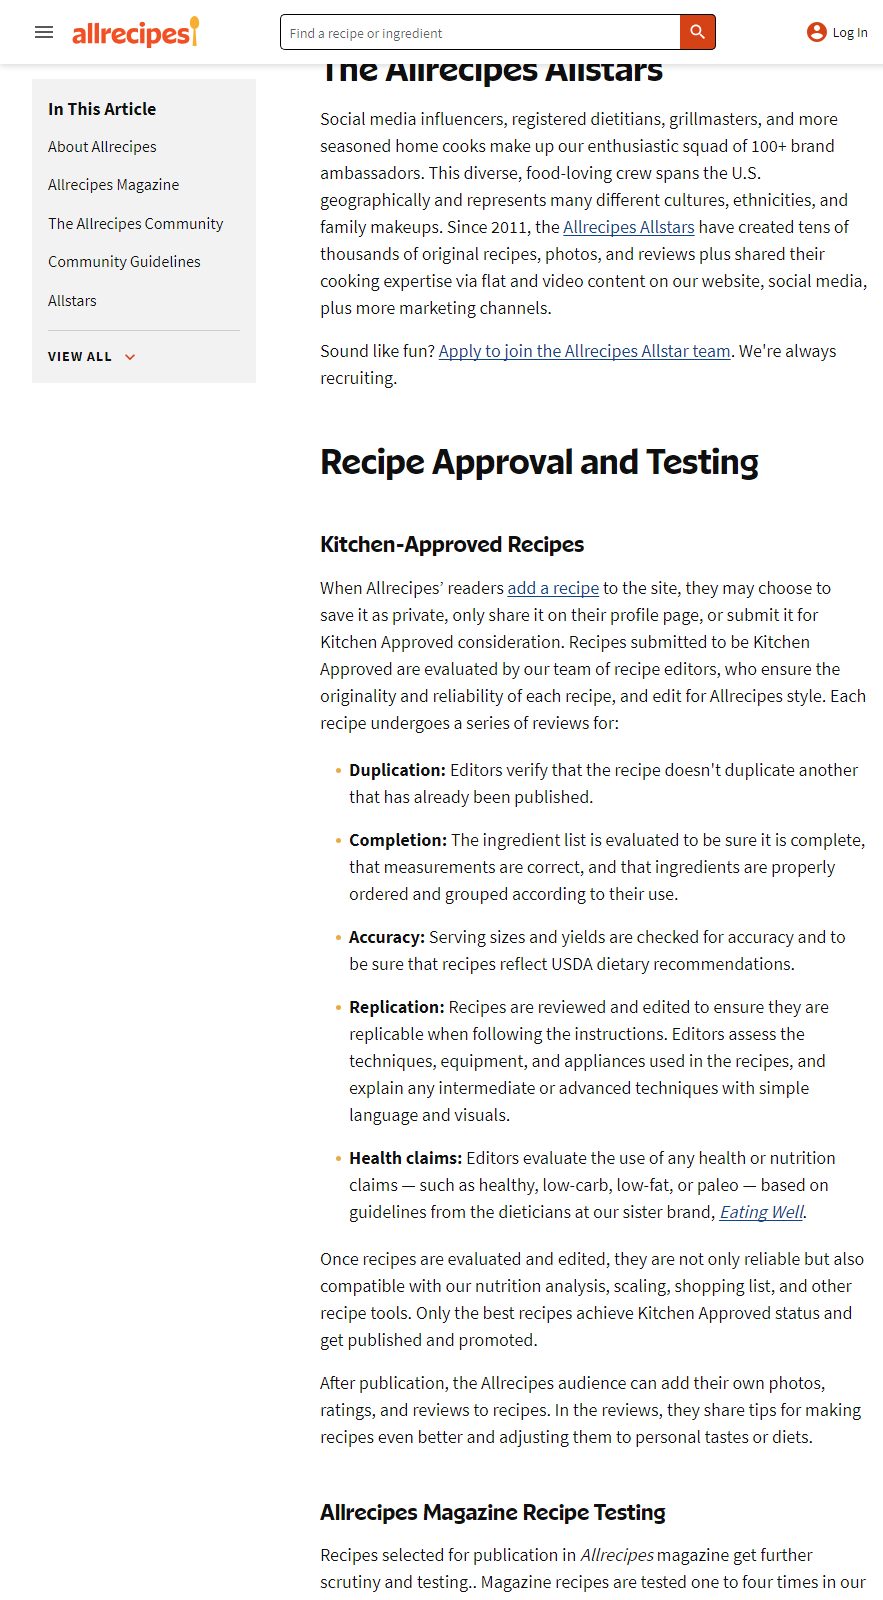 allrecipes
Find a recipe or ingredient
Log In
In This Article
About Allrecipes
Allrecipes Magazine
The Allrecipes Community
Community Guidelines
Allstars
VIEW ALL
The Allrecipes Allstars
Social media influencers, registered dietitians, grillmasters, and more
seasoned home cooks make up our enthusiastic squad of 100+ brand
ambassadors. This diverse, food-loving crew spans the U.S.
geographically and represents many different cultures, ethnicities, and
family makeups. Since 2011, the Allrecipes Allstars have created tens of
thousands of original recipes, photos, and reviews plus shared their
cooking expertise via flat and video content on our website, social media,
plus more marketing channels.
Sound like fun? Apply to join the Allrecipes Allstar team. We're always
recruiting.
Recipe Approval and Testing
Kitchen-Approved Recipes
When Allrecipes’ readers add a recipe to the site, they may choose to
save it as private, only share it on their profile page, or submit it for
Kitchen Approved consideration. Recipes submitted to be Kitchen
Approved are evaluated by our team of recipe editors, who ensure the
originality and reliability of each recipe, and edit for Allrecipes style. Each
recipe undergoes a series of reviews for:
• Duplication: Editors verify that the recipe doesn't duplicate another
that has already been published.
• Completion: The ingredient list is evaluated to be sure it is complete,
that measurements are correct, and that ingredients are properly
ordered and grouped according to their use.
• Accuracy: Serving sizes and yields are checked for accuracy and to
be sure that recipes reflect USDA dietary recommendations.
• Replication: Recipes are reviewed and edited to ensure they are
replicable when following the instructions. Editors assess the
techniques, equipment, and appliances used in the recipes, and
explain any intermediate or advanced techniques with simple
language and visuals.
• Health claims: Editors evaluate the use of any health or nutrition
claims — such as healthy, low-carb, low-fat, or paleo — based on
guidelines from the dieticians at our sister brand, Eating Well.
Once recipes are evaluated and edited, they are not only reliable but also
compatible with our nutrition analysis, scaling, shopping list, and other
recipe tools. Only the best recipes achieve Kitchen Approved status and
get published and promoted.
After publication, the Allrecipes audience can add their own photos,
ratings, and reviews to recipes. In the reviews, they share tips for making
recipes even better and adjusting them to personal tastes or diets.
Allrecipes Magazine Recipe Testing
Recipes selected for publication in Allrecipes magazine get further
scrutiny and testing.. Magazine recipes are tested one to four times in our